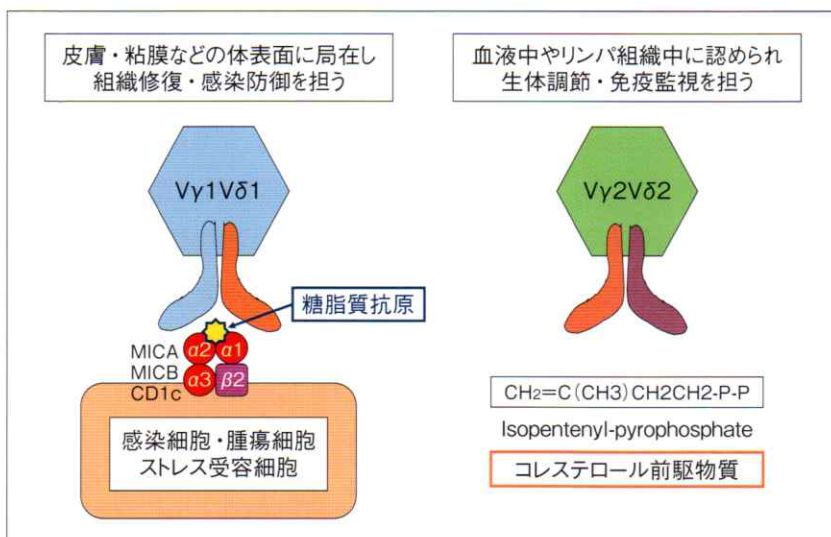 皮膚・粘膜などの体表面に局在し
組織修復・感染防御を担う
血液中やリンパ組織中に認められ
生体調節・免疫監視を担う
Vγ1Vδ1
Vγ2Vδ2
糖脂質抗原
MICA
MICB
CD1c
α2
α1
α3
β2
感染細胞・腫瘍細胞
ストレス受容細胞
CH2=C(CH3)CH2CH2-P-P
Isopentenyl-pyrophosphate
コレステロール前駆物質